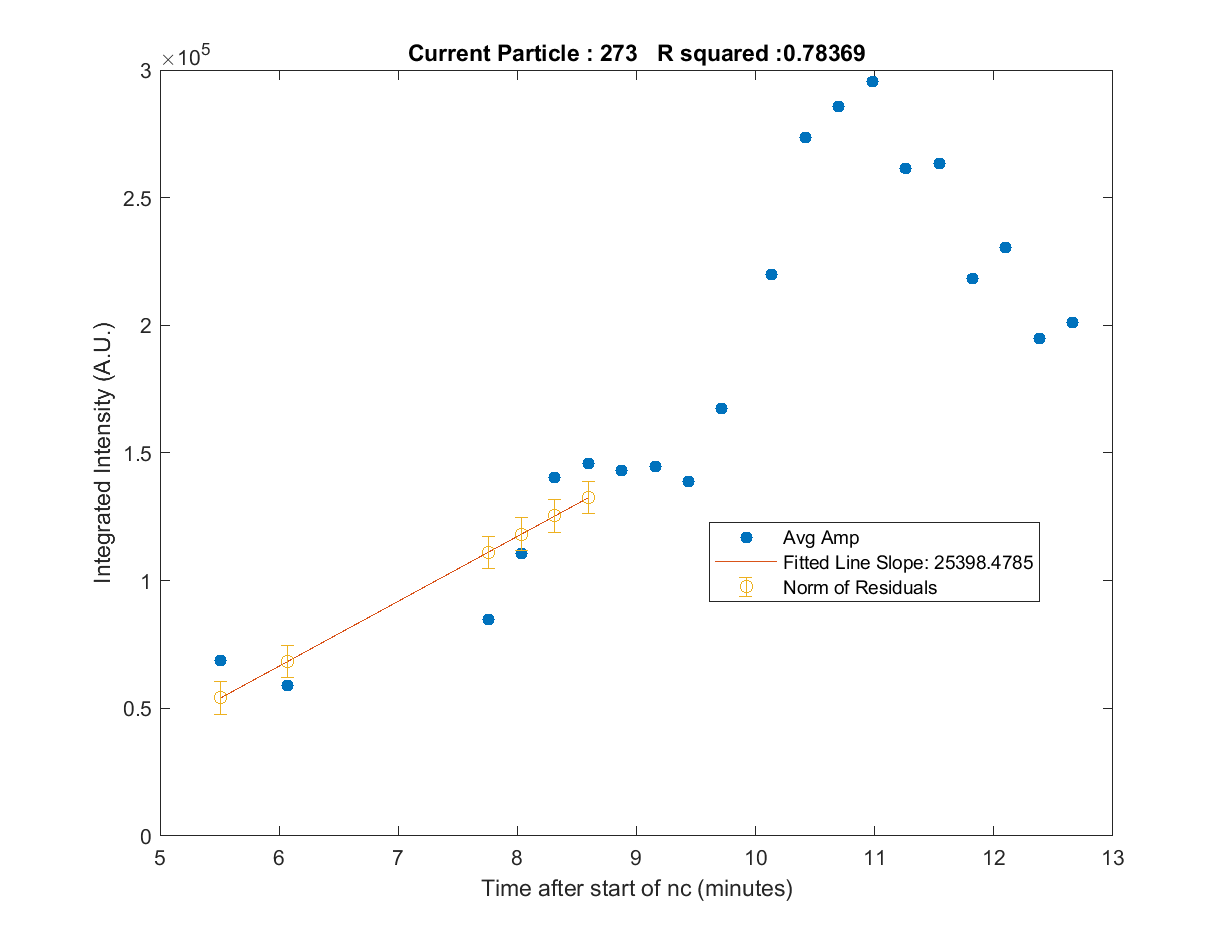 Current Particle : 273   R squared :0.78369
×10^5
3
2.5
2
1.5
1
0.5
0
5 6 7 8 9 10 11 12 13
Integrated Intensity (A.U.)
Time after start of nc (minutes)
Avg Amp
Fitted Line Slope: 25398.4785
Norm of Residuals